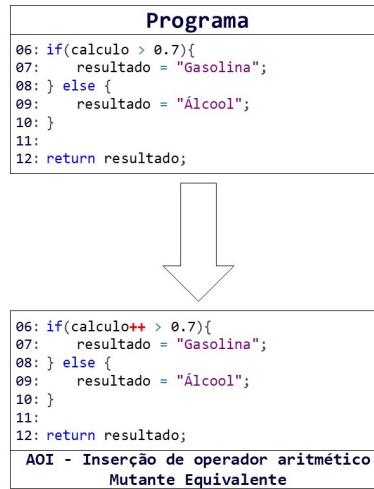 Programa
06: if(calculo > 0.7){
07:     resultado = "Gasolina";
08: } else {
09:     resultado = "Álcool";
10: }
11:
12: return resultado;
06: if(calculo++ > 0.7){
07:     resultado = "Gasolina";
08: } else {
09:     resultado = "Álcool";
10: }
11:
12: return resultado;
AOI - Inserção de operador aritmético
Mutante Equivalente